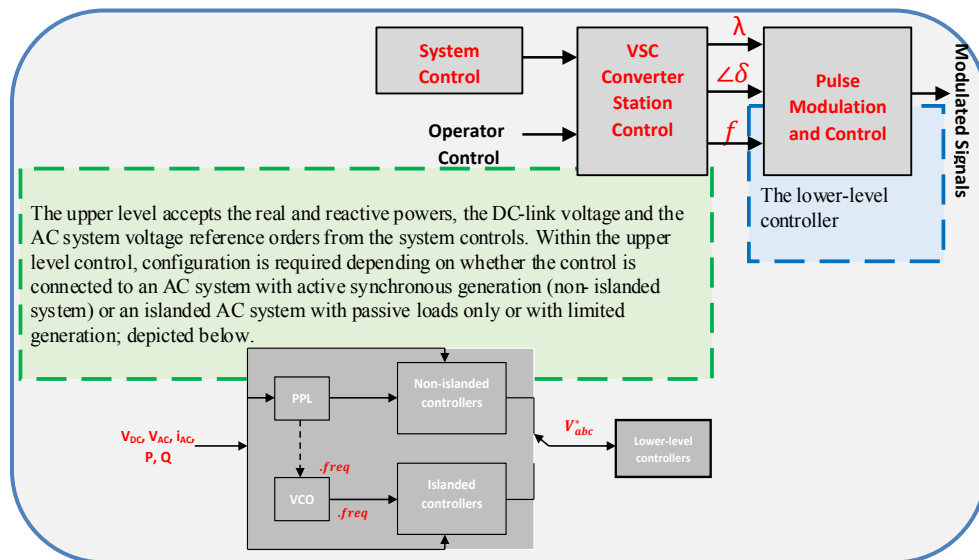 System
Control
Operator
Control
VSC
Converter
Station
Control
λ
∠δ
f
Pulse
Modulation
and Control
Modulated Signals
The lower-level
controller
The upper level accepts the real and reactive powers, the DC-link voltage and the
AC system voltage reference orders from the system controls. Within the upper
level control, configuration is required depending on whether the control is
connected to an AC system with active synchronous generation (non- islanded
system) or an islanded AC system with passive loads only or with limited
generation; depicted below.
V_DC, V_AC, i_AC,
P, Q
PPL
Non-islanded
controllers
.freq
VCO
.freq
Islanded
controllers
V*_abc
Lower-level
controllers